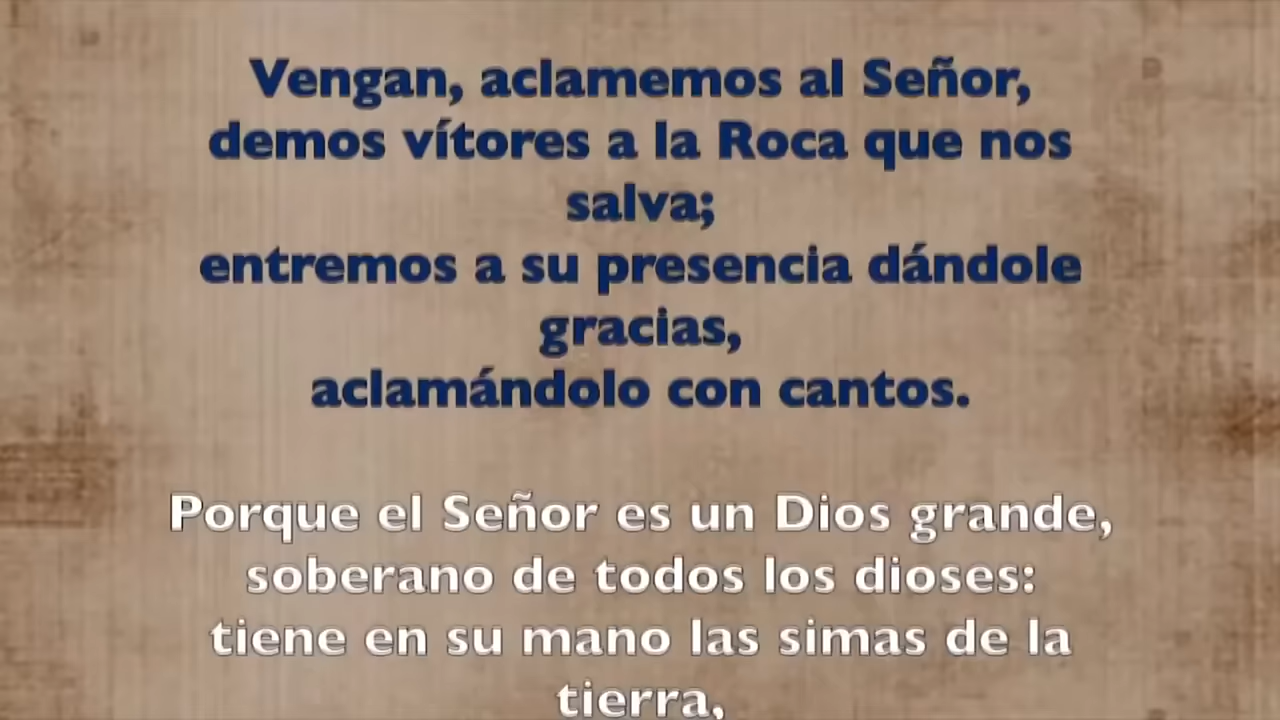 Vengan, aclamemos al Señor,
demos vítores a la Roca que nos
salva;
entremos a su presencia dándole
gracias,
aclamándolo con cantos.
Porque el Señor es un Dios grande,
soberano de todos los dioses:
tiene en su mano las simas de la
tierra,